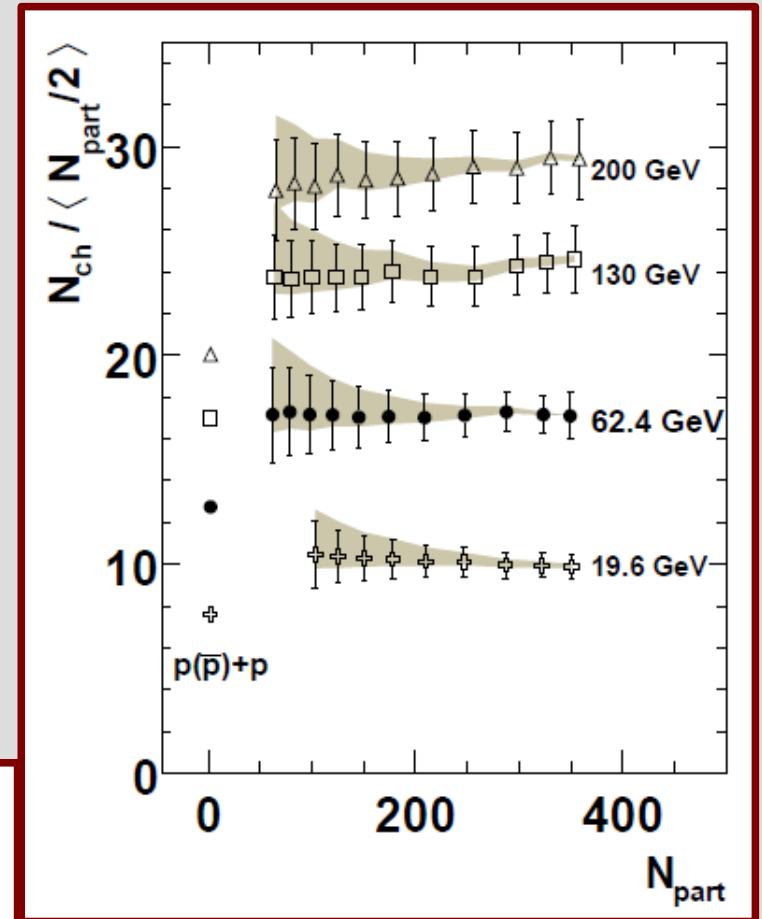 N_ch / ⟨ N_part /2 ⟩
30
20
10
0
200 GeV
130 GeV
62.4 GeV
19.6 GeV
p(p̅)+p
0 200 400
N_part